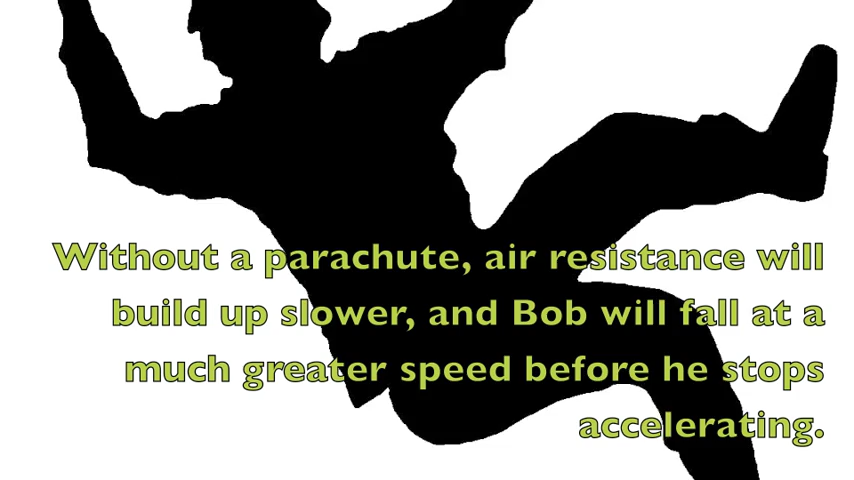 Without a parachute, air resistance will
build up slower, and Bob will fall at a
much greater speed before he stops
accelerating.